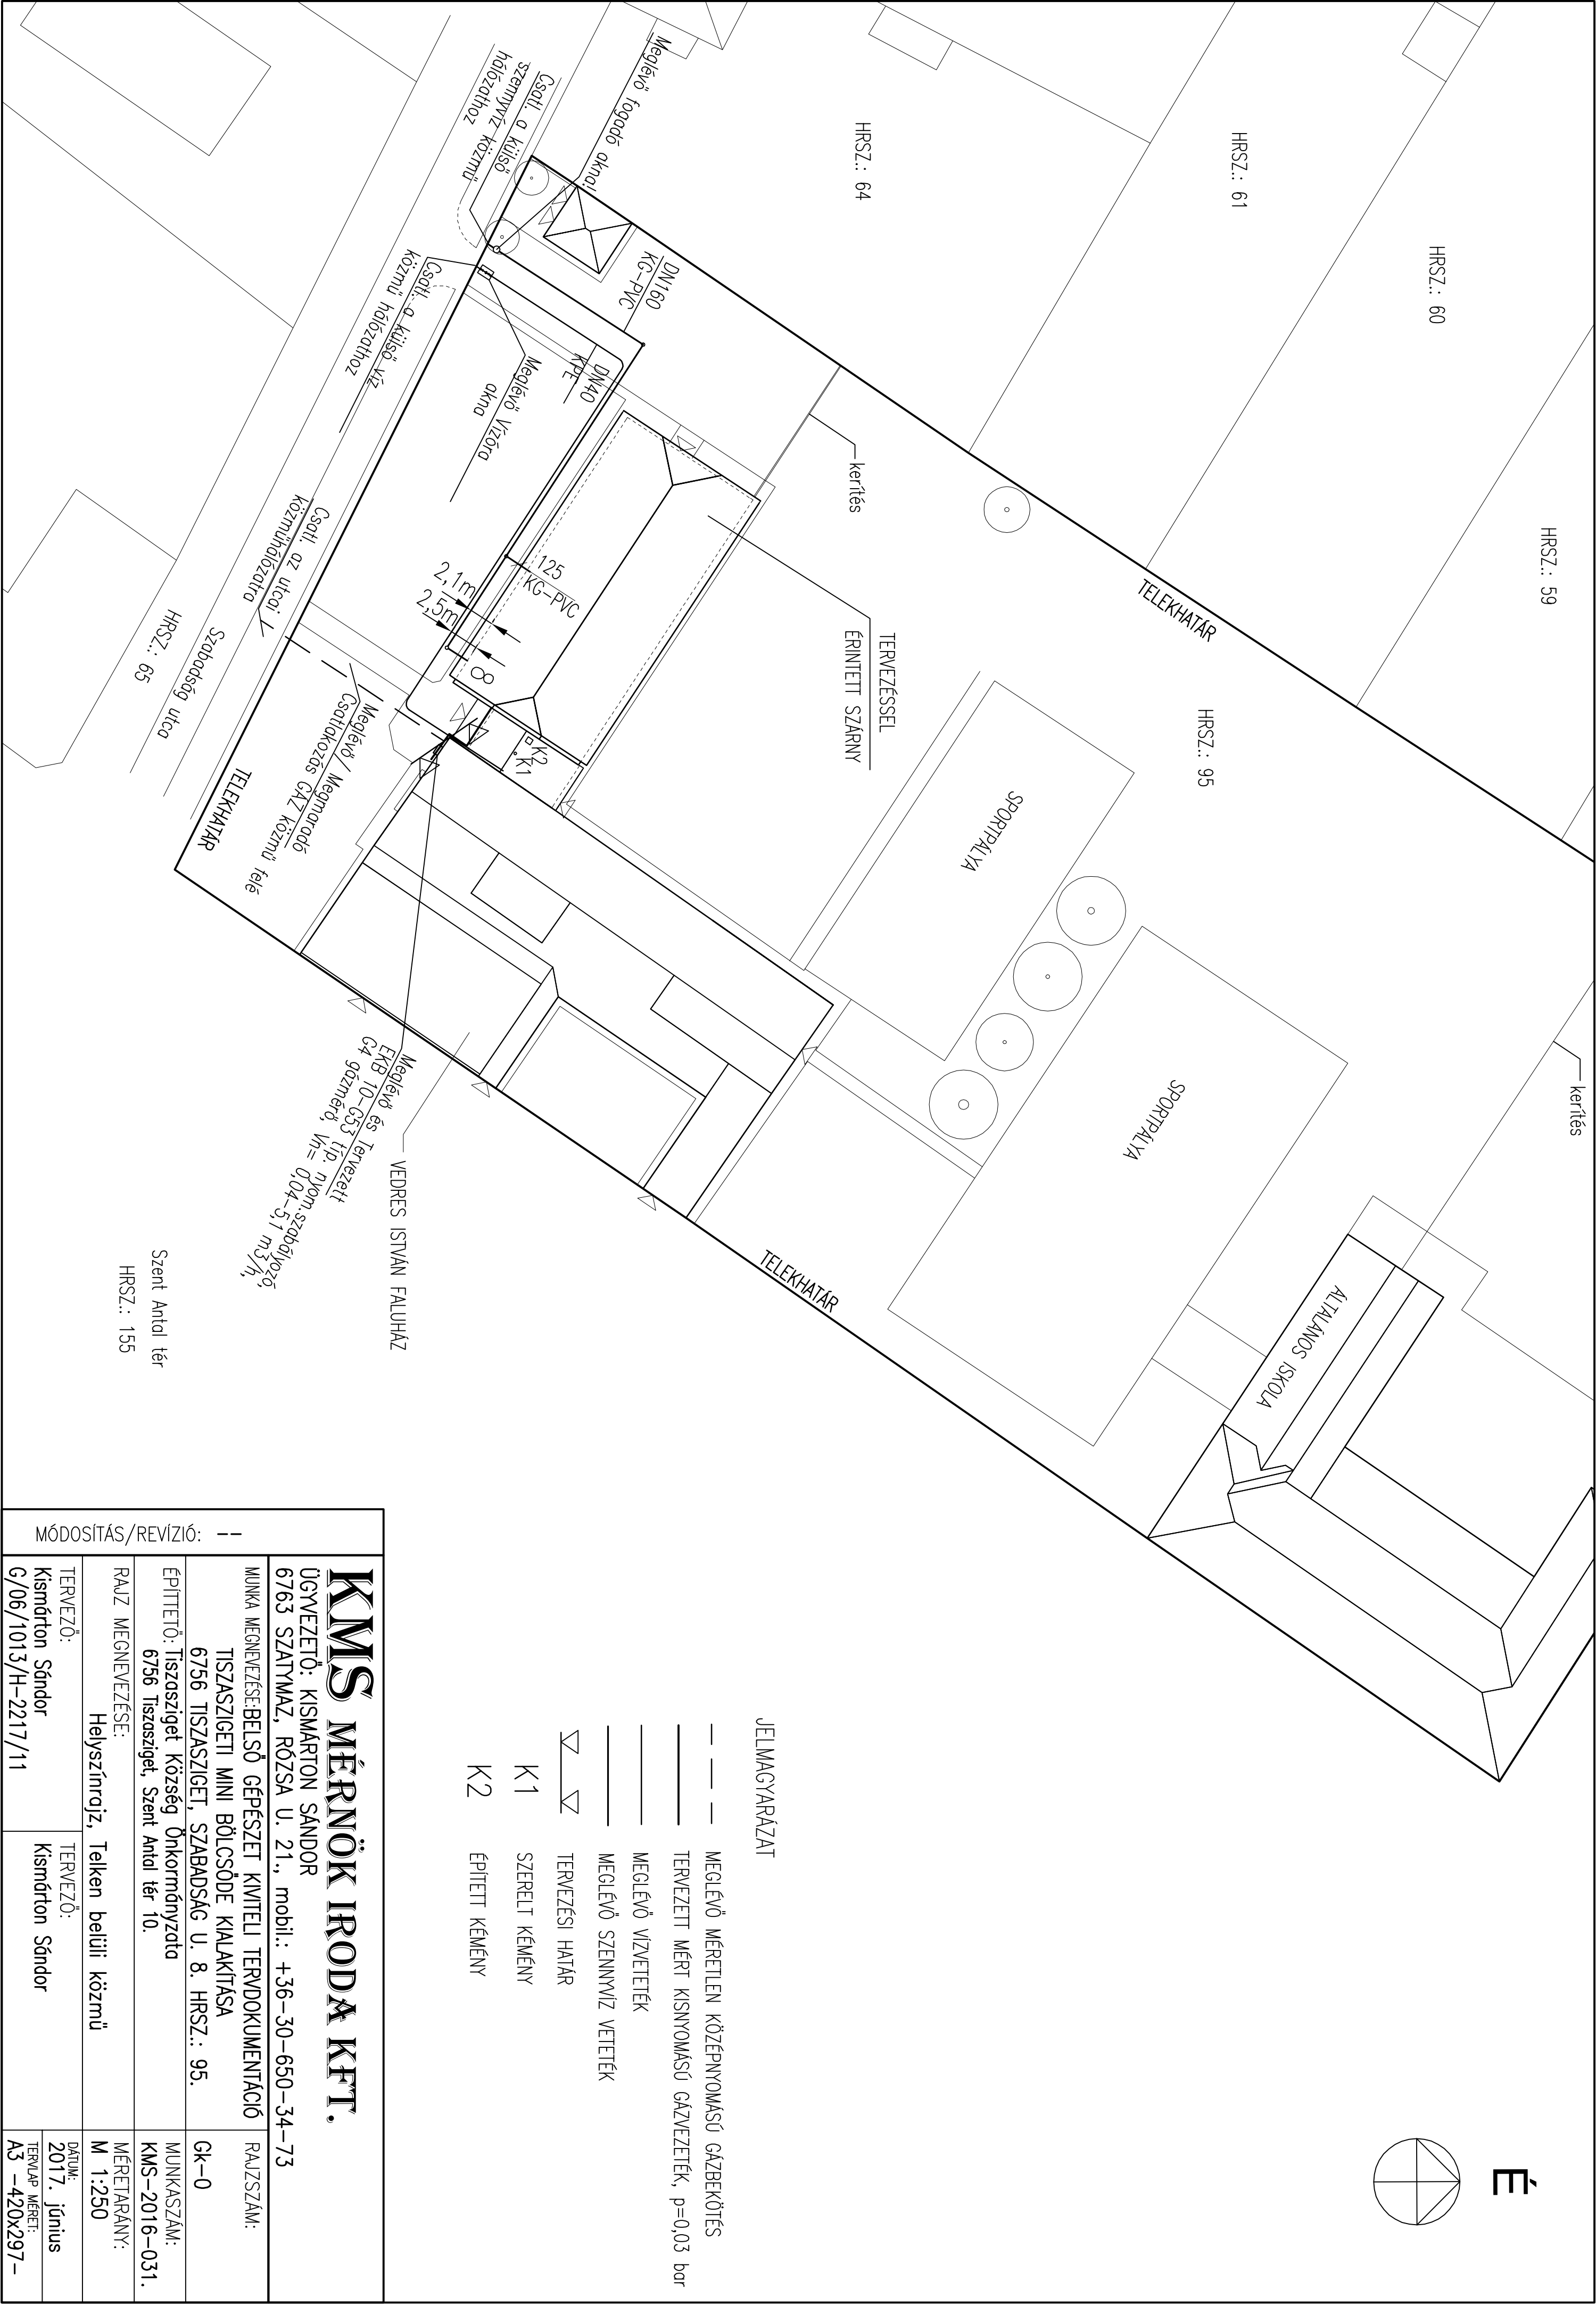 HRSZ.: 59
HRSZ.: 60
HRSZ.: 61
HRSZ.: 64
HRSZ.: 95
TELEKHATÁR
kerítés
kerítés
SPORTPÁLYA
SPORTPÁLYA
ÁLTALÁNOS ISKOLA
TERVEZÉSSEL
ÉRINTETT SZÁRNY
TELEKHATÁR
Meglévő fogadó akna!
Csatl. a külső
szennyvíz közmű
hálózathoz
DN160
KG-PVC
DN40
KPE
Csatl. a külső víz
közmű hálózathoz
Meglévő Vízóra
akna
125
KG-PVC
2,1m
2,5m
8
K2
K1
Csatl. az utcai
közműhálózatra
Szabadság utca
HRSZ.: 65
Meglévő/ Megmaradó
Csatlakozás GÁZ közmű felé
TELEKHATÁR
VEDRES ISTVÁN FALUHÁZ
Meglévő és Tervezett
EKB 10-G53 típ. nyom.szabályozó,
G4 gázmérő, Vn= 0,04-5,1 m3/h,
Szent Antal tér
HRSZ.: 155
É
JELMAGYARÁZAT
MEGLÉVŐ MÉRETLEN KÖZÉPNYOMÁSÚ GÁZBEKÖTÉS
TERVEZETT MÉRT KISNYOMÁSÚ GÁZVEZETÉK, p=0,03 bar
MEGLÉVŐ VÍZVETETÉK
MEGLÉVŐ SZENNYVÍZ VETETÉK
TERVEZÉSI HATÁR
K1 SZERELT KÉMÉNY
K2 ÉPÍTETT KÉMÉNY
MÓDOSÍTÁS/REVÍZIÓ: --
KMS MÉRNÖK IRODA KFT.
ÜGYVEZETŐ: KISMÁRTON SÁNDOR
6763 SZATYMAZ, RÓZSA U. 21., mobil.: +36-30-650-34-73
MUNKA MEGNEVEZÉSE:BELSŐ GÉPÉSZET KIVITELI TERVDOKUMENTÁCIÓ
TISZASZIGETI MINI BÖLCSŐDE KIALAKÍTÁSA
6756 TISZASZIGET, SZABADSÁG U. 8. HRSZ.: 95.
RAJZSZÁM:
Gk-0
ÉPÍTTETŐ: Tiszasziget Község Önkormányzata
6756 Tiszasziget, Szent Antal tér 10.
MUNKASZÁM:
KMS-2016-031.
RAJZ MEGNEVEZÉSE:
Helyszínrajz, Telken belüli közmű
MÉRETARÁNY:
M 1:250
TERVEZŐ:
Kismárton Sándor
G/06/1013/H-2217/11
TERVEZŐ:
Kismárton Sándor
DÁTUM:
2017. június
TERVLAP MÉRET:
A3 -420x297-